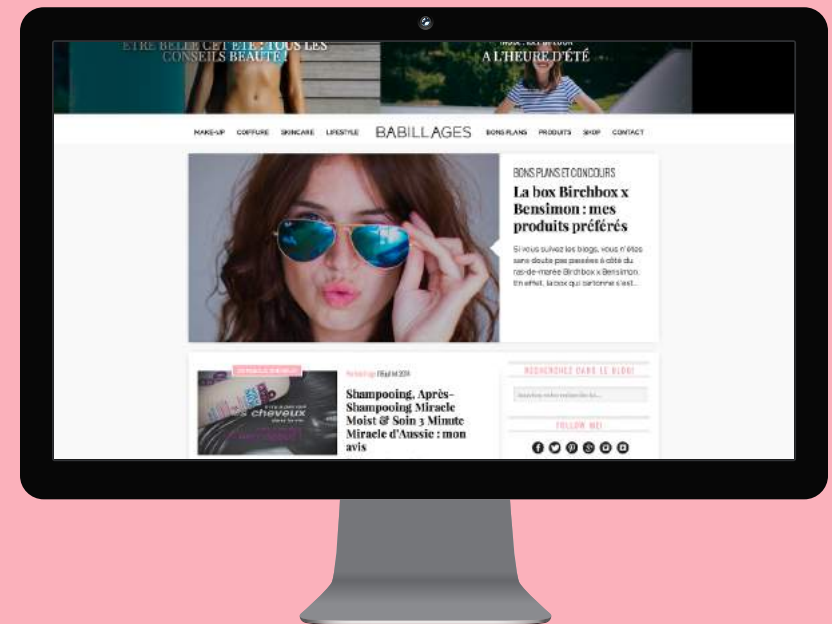 ETRE BELLE CET ETE : TOUS LES
CONSEILS BEAUTE !
A L'HEURE D'ÉTÉ
MAKE-UP COIFFURE SKINCARE LIFESTYLE BABILLAGES BONS PLANS PRODUITS SHOP CONTACT
BONS PLANS ET CONCOURS
La box Birchbox x
Bensimon : mes
produits préférés
Si vous suivez les blogs, vous n'êtes
sans doute pas passées à côté du
raz-de-marée Birchbox x Bensimon.
En effet, la box qui cartonne s'est...
RECHERCHEZ DANS LE BLOG!
Shampooing, Après-
Shampooing Miracle
Moist & Soin 3 Minute
Miracle d'Aussie : mon
avis
cheveux
FOLLOW ME!